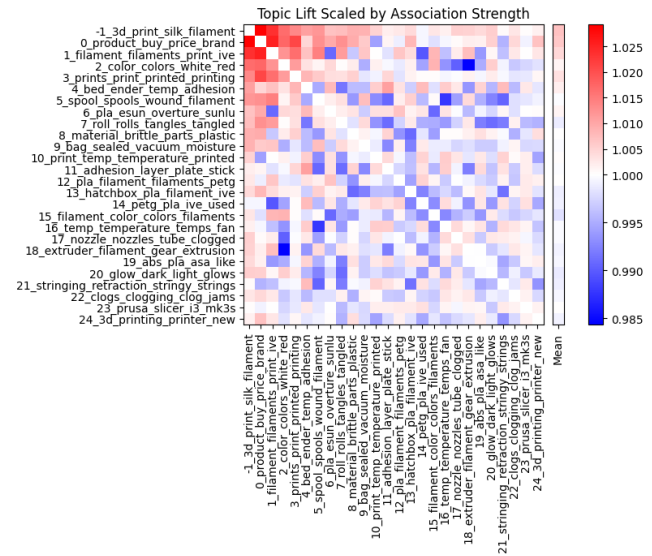 Topic Lift Scaled by Association Strength
-1_3d_print_silk_filament
0_product_buy_price_brand
1_filament_filaments_print_ive
2_color_colors_white_red
3_prints_print_printed_printing
4_bed_ender_temp_adhesion
5_spool_spools_wound_filament
6_pla_esun_overture_sunlu
7_roll_rolls_tangles_tangled
8_material_brittle_parts_plastic
9_bag_sealed_vacuum_moisture
10_print_temp_temperature_printed
11_adhesion_layer_plate_stick
12_pla_filament_filaments_petg
13_hatchbox_pla_filament_ive
14_petg_pla_ive_used
15_filament_color_colors_filaments
16_temp_temperature_temps_fan
17_nozzle_nozzles_tube_clogged
18_extruder_filament_gear_extrusion
19_abs_pla_asa_like
20_glow_dark_light_glows
21_stringing_retraction_stringy_strings
22_clogs_clogging_clog_jams
23_prusa_slicer_i3_mk3s
24_3d_printing_printer_new
-1_3d_print_silk_filament
0_product_buy_price_brand
1_filament_filaments_print_ive
2_color_colors_white_red
3_prints_print_printed_printing
4_bed_ender_temp_adhesion
5_spool_spools_wound_filament
6_pla_esun_overture_sunlu
7_roll_rolls_tangles_tangled
8_material_brittle_parts_plastic
9_bag_sealed_vacuum_moisture
10_print_temp_temperature_printed
11_adhesion_layer_plate_stick
12_pla_filament_filaments_petg
13_hatchbox_pla_filament_ive
14_petg_pla_ive_used
15_filament_color_colors_filaments
16_temp_temperature_temps_fan
17_nozzle_nozzles_tube_clogged
18_extruder_filament_gear_extrusion
19_abs_pla_asa_like
20_glow_dark_light_glows
21_stringing_retraction_stringy_strings
22_clogs_clogging_clog_jams
23_prusa_slicer_i3_mk3s
24_3d_printing_printer_new
Mean
1.025
1.020
1.015
1.010
1.005
1.000
0.995
0.990
0.985